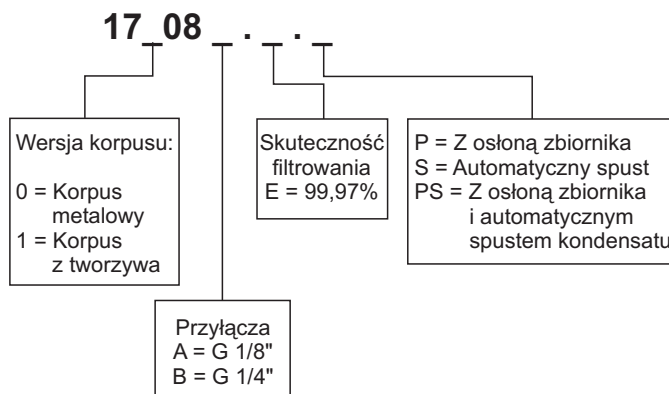 17_08_._._
Wersja korpusu:
0 = Korpus
metalowy
1 = Korpus
z tworzywa
Przyłącza
A = G 1/8"
B = G 1/4"
Skuteczność
filtrowania
E = 99,97%
P = Z osłoną zbiornika
S = Automatyczny spust
PS = Z osłoną zbiornika
i automatycznym
spustem kondensatu